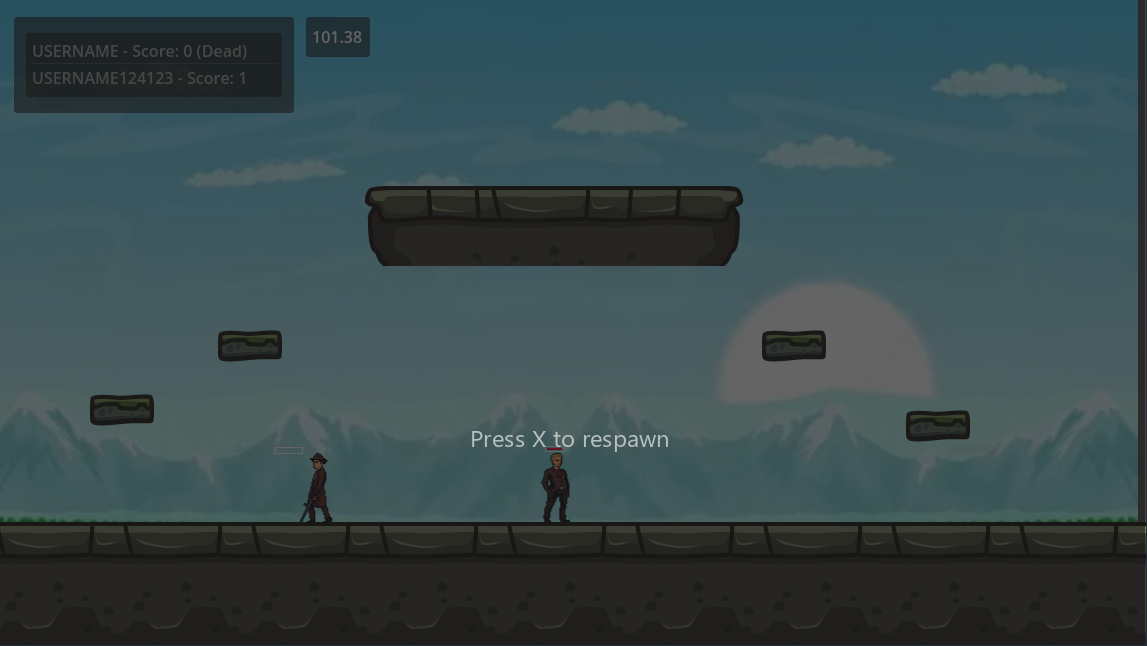 USERNAME - Score: 0 (Dead)
101.38
USERNAME124123 - Score: 1
Press X to respawn